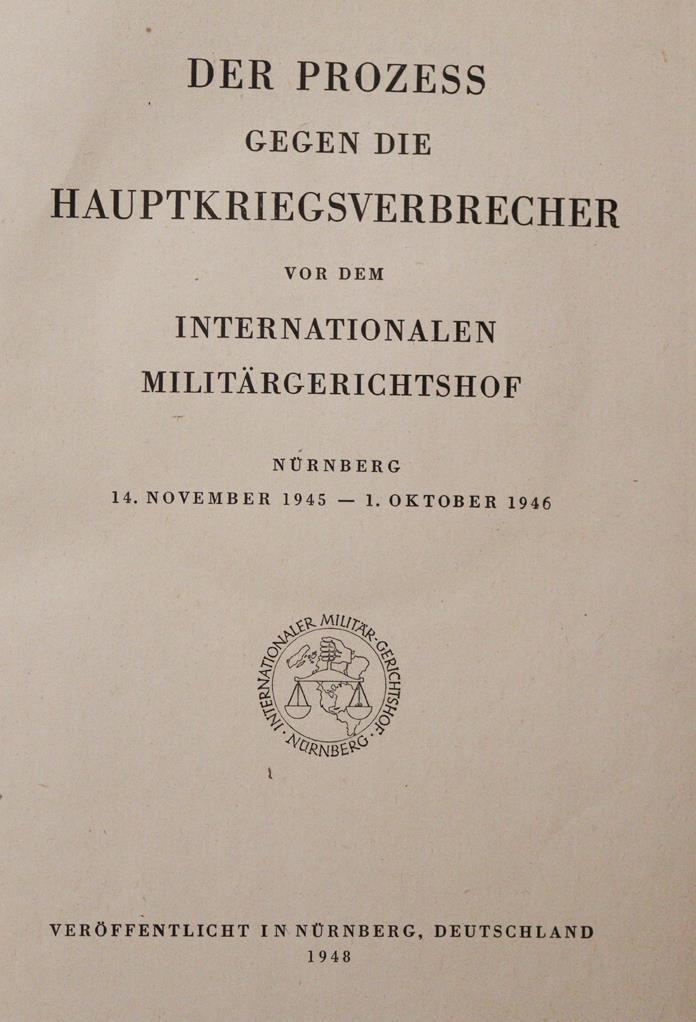 DER PROZESS
GEGEN DIE
HAUPTKRIEGSVERBRECHER
VOR DEM
INTERNATIONALEN
MILITÄRGERICHTSHOF
NÜRNBERG
14. NOVEMBER 1945 — 1. OKTOBER 1946
INTERNATIONALER MILITÄR-GERICHTSHOF·
·NÜRNBERG·
VERÖFFENTLICHT IN NÜRNBERG, DEUTSCHLAND
1948